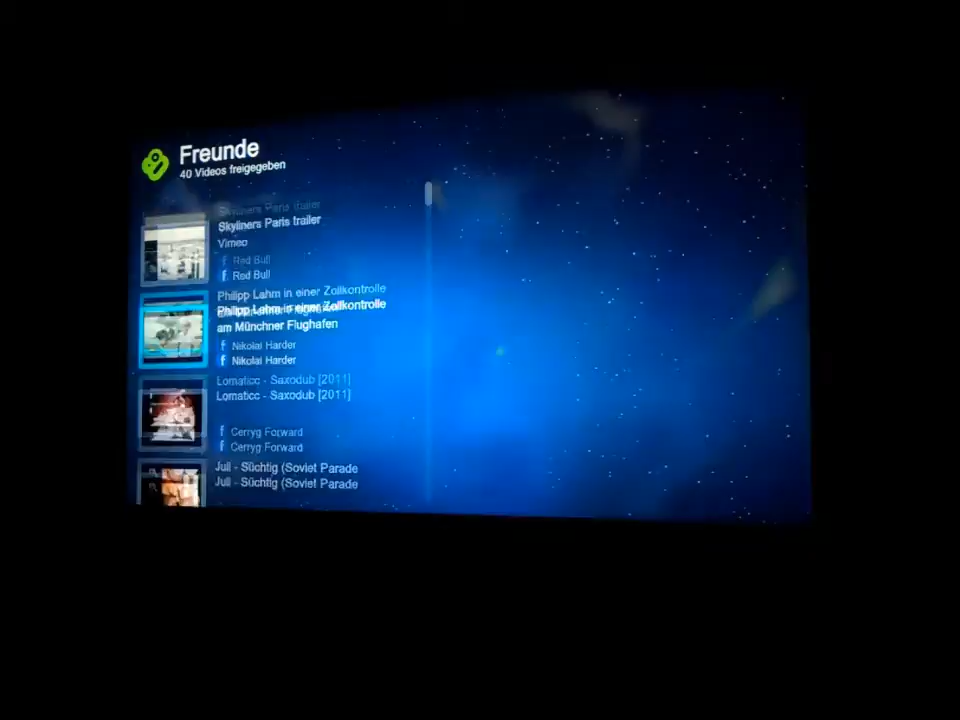 Freunde
40 Videos freigegeben
Skyliners Paris trailer
Skyliners Paris trailer
Vimeo
f Red Bull
f Red Bull
Philipp Lahm in einer Zollkontrolle
Philipp Lahm in einer Zollkontrolle
am Münchner Flughafen
f Nikolai Harder
f Nikolai Harder
Lomaticc - Saxodub [2011]
Lomaticc - Saxodub [2011]
f Cerryg Forward
f Cerryg Forward
Juli - Süchtig (Soviet Parade
Juli - Süchtig (Soviet Parade